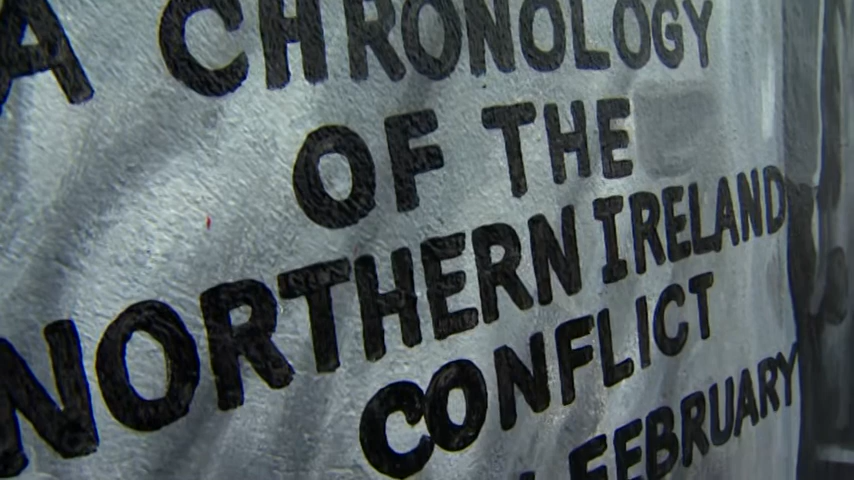 A CHRONOLOGY
OF THE
NORTHERN IRELAND
CONFLICT
FEBRUARY